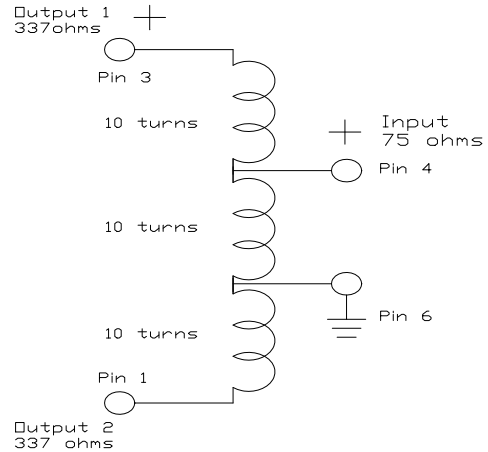 Output 1
337ohms
Pin 3
10 turns
Input
75 ohms
Pin 4
10 turns
Pin 6
10 turns
Pin 1
Output 2
337 ohms